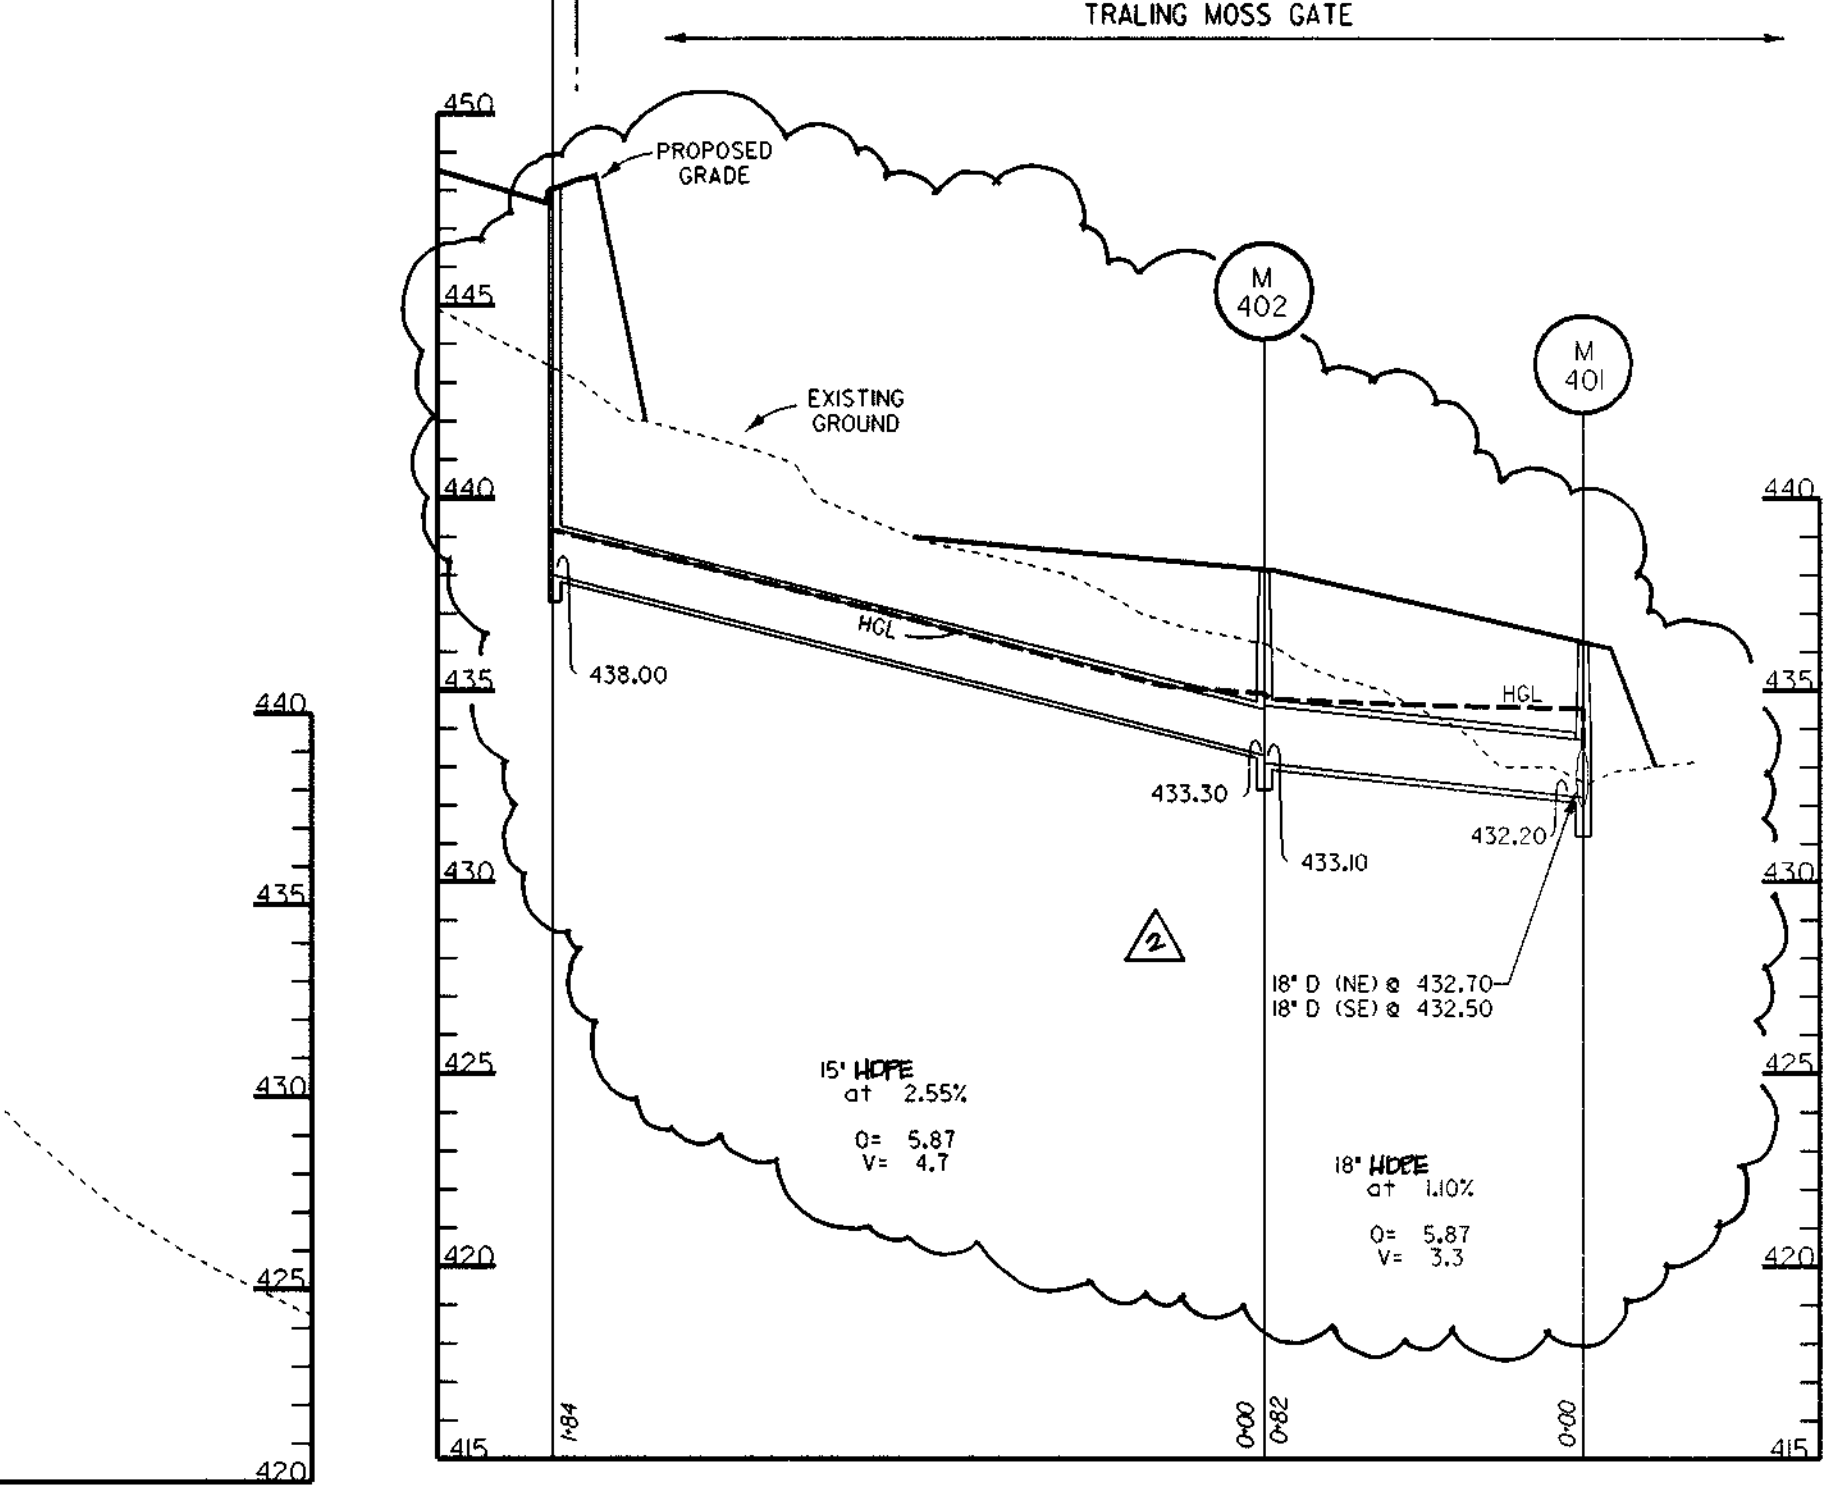 TRALING MOSS GATE
450
PROPOSED
GRADE
445
M
402
M
401
EXISTING
GROUND
440
440
HGL
438.00
435
435
HGL
440
433.30
432.20
433.10
430
430
435
2
18" D (NE) @ 432.70
18" D (SE) @ 432.50
425
425
15" HDPE
at 2.55%
430
Q= 5.87
V= 4.7
18" HDPE
at 1.10%
Q= 5.87
V= 3.3
420
420
425
1+84
0+00
0+82
0+00
415
415
420